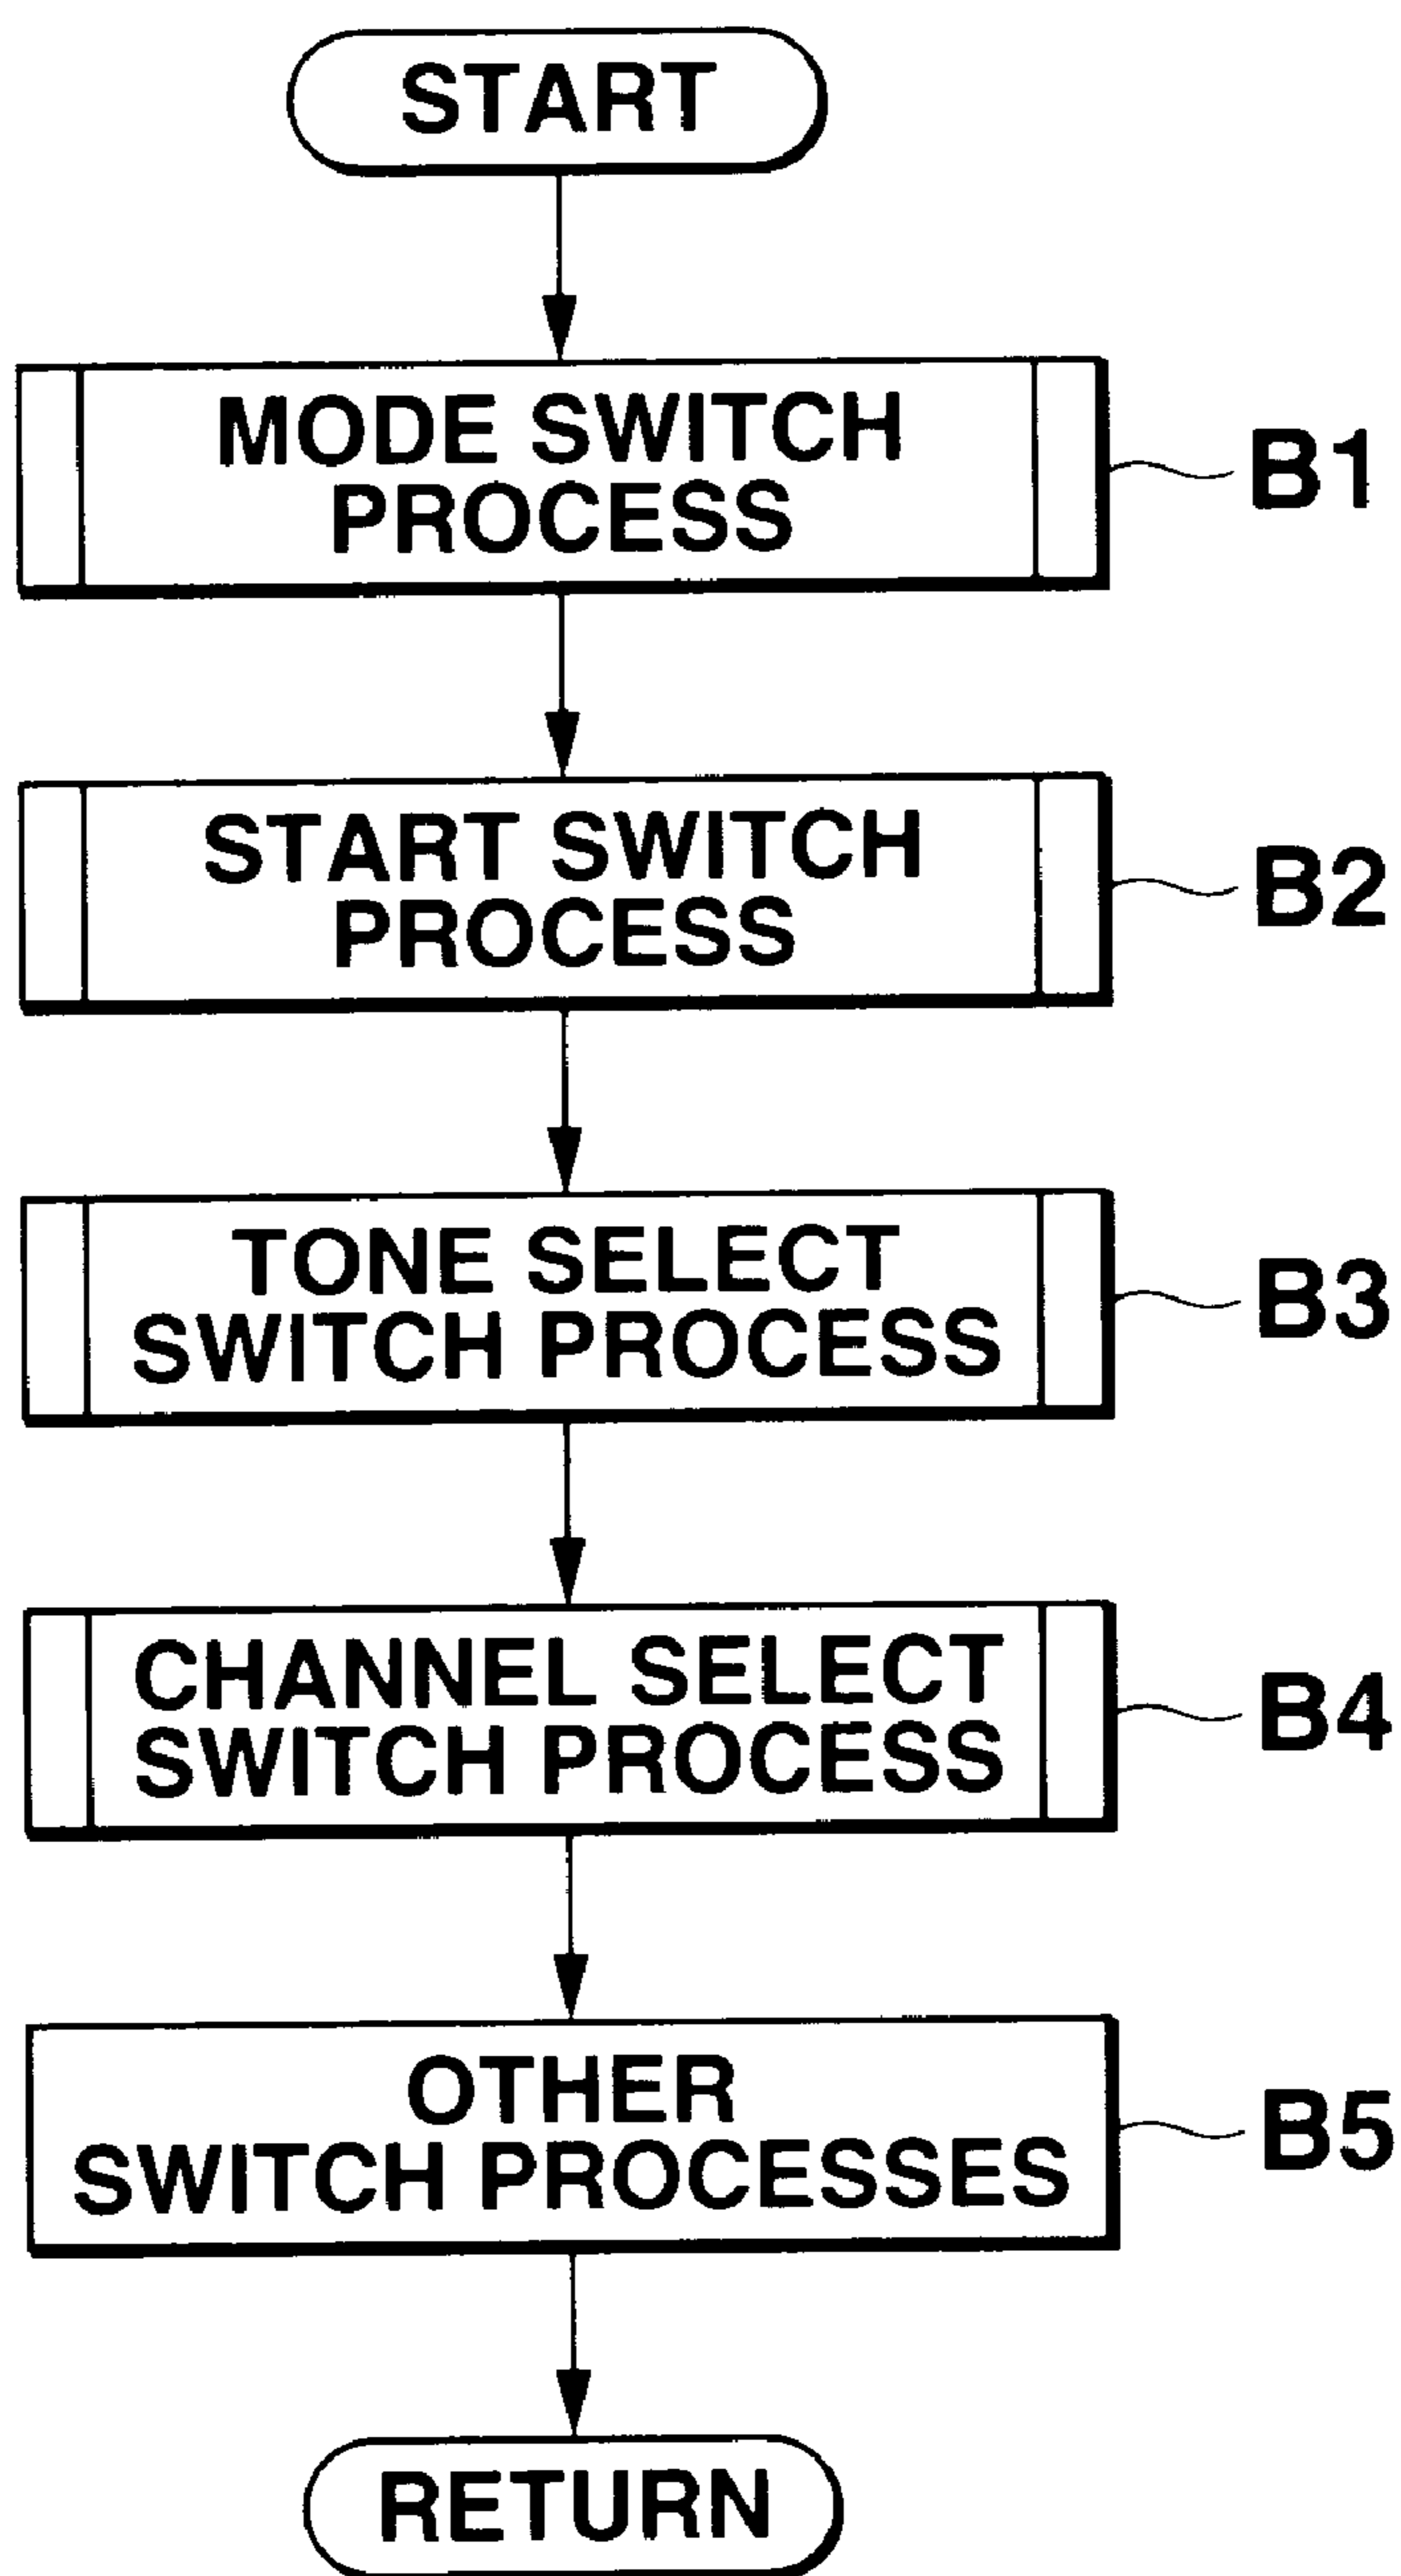 START
MODE SWITCH
PROCESS
B1
START SWITCH
PROCESS
B2
TONE SELECT
SWITCH PROCESS
B3
CHANNEL SELECT
SWITCH PROCESS
B4
OTHER
SWITCH PROCESSES
B5
RETURN